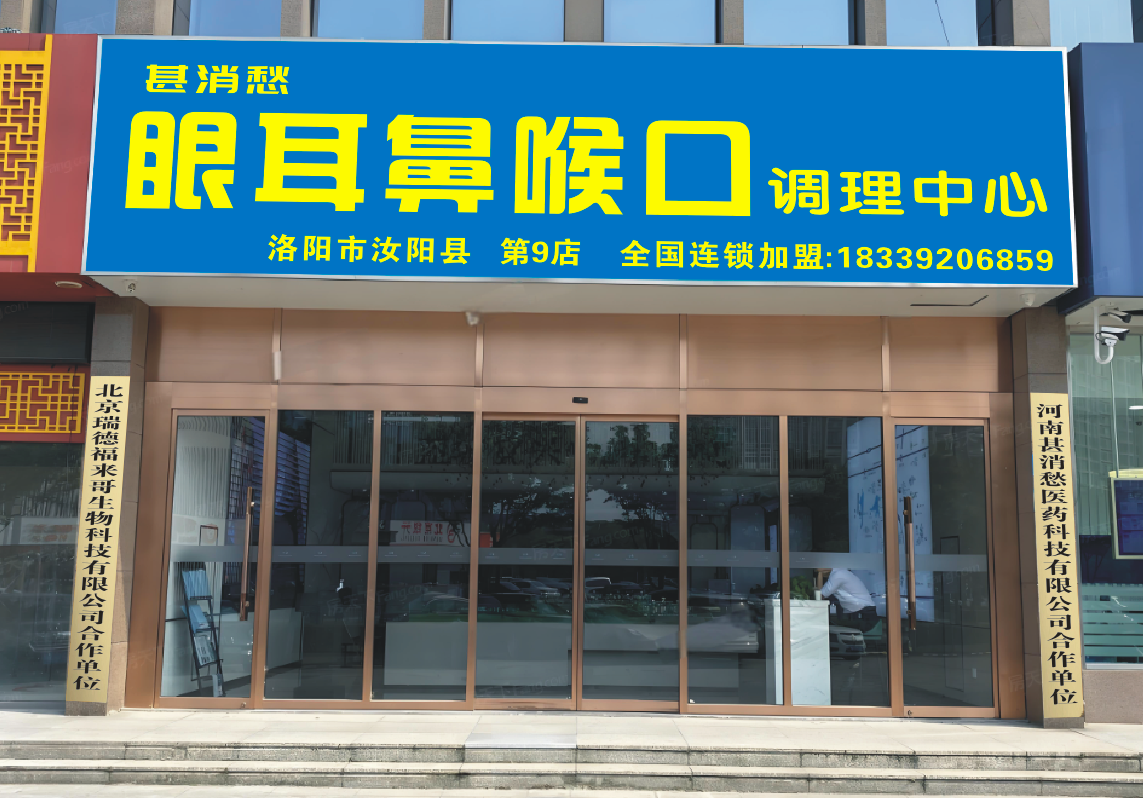 甚消愁
眼耳鼻喉口 调理中心
洛阳市汝阳县 第9店 全国连锁加盟:18339206859
北京瑞德福来哥生物科技有限公司合作单位
河南甚消愁医药科技有限公司合作单位